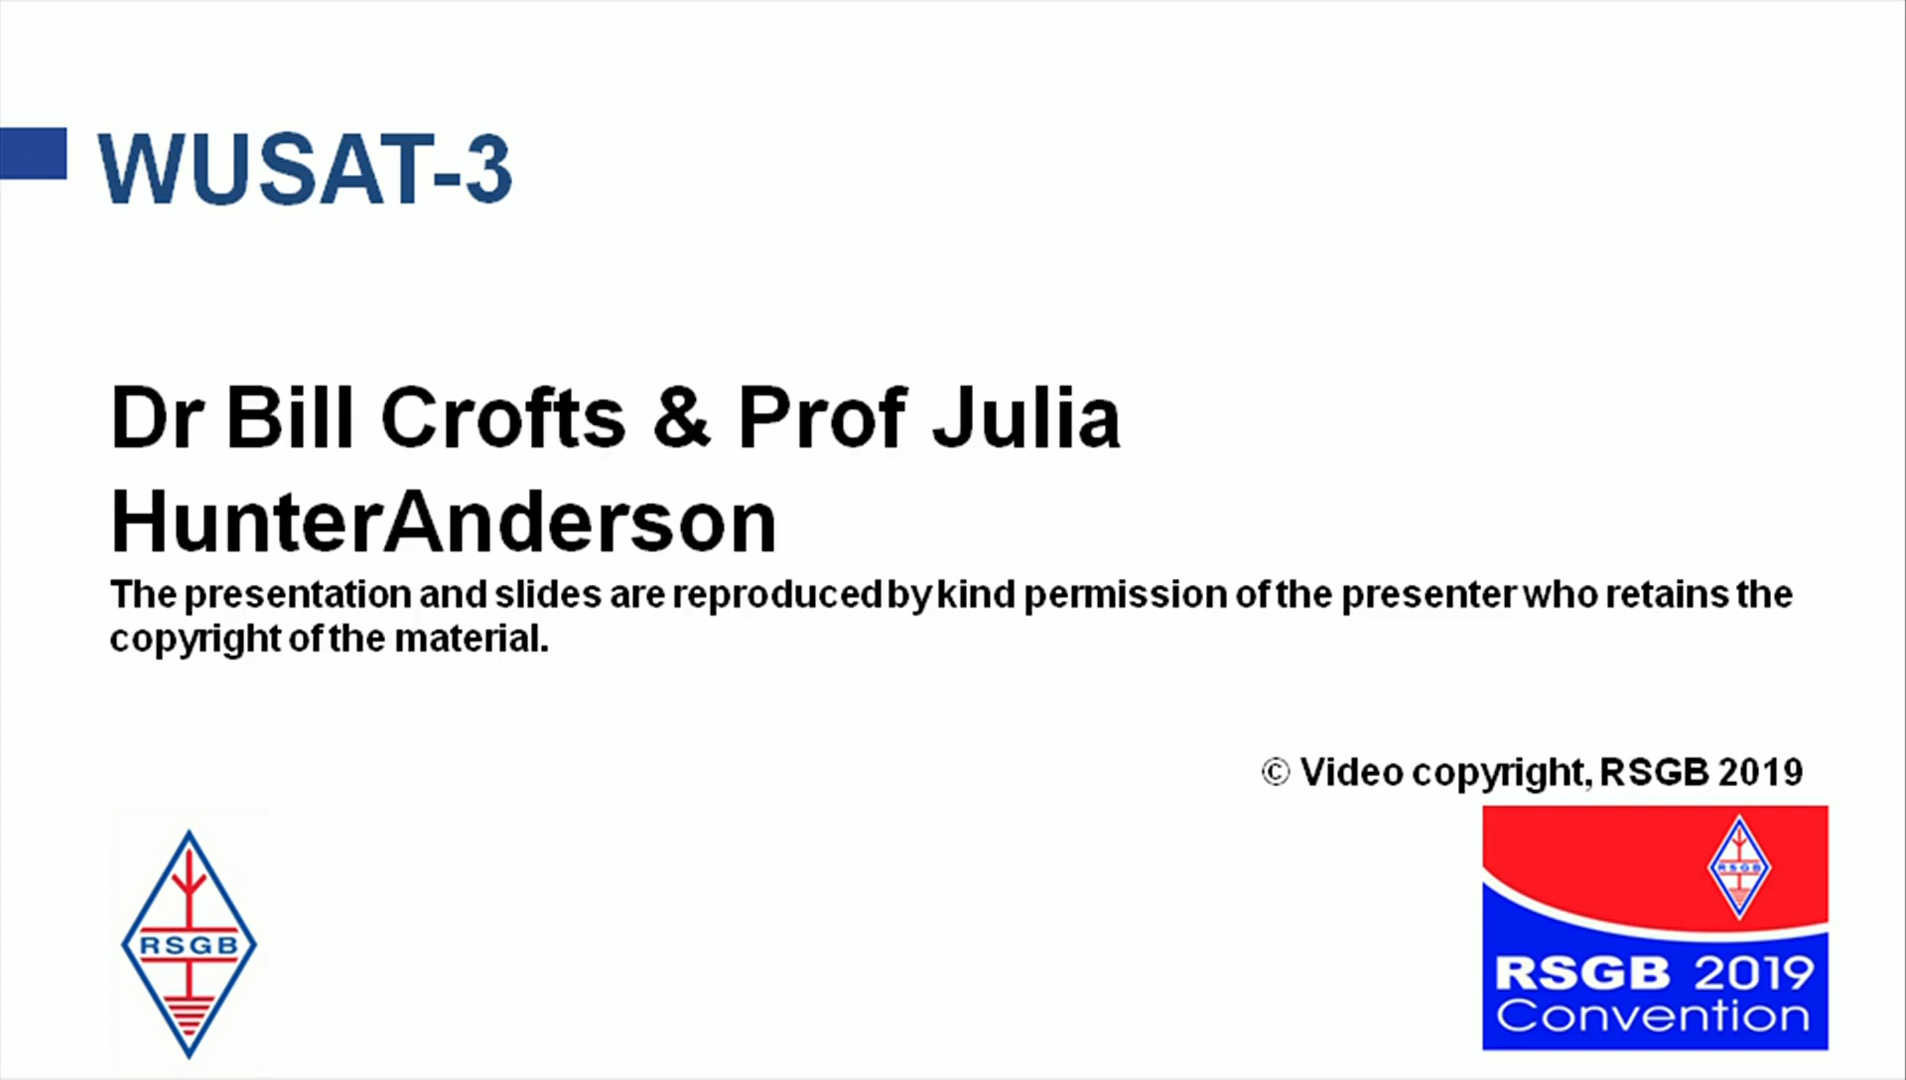 WUSAT-3
Dr Bill Crofts & Prof Julia
HunterAnderson
The presentation and slides are reproduced by kind permission of the presenter who retains the
copyright of the material.
© Video copyright, RSGB 2019
RSGB
RSGB
RSGB 2019
Convention